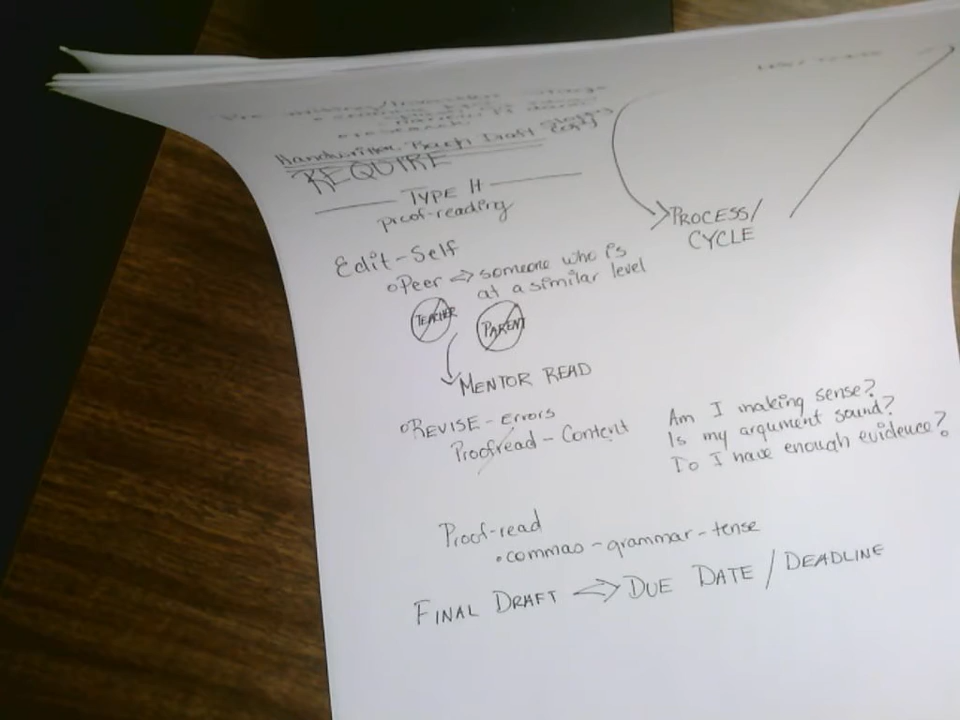 Handwritten Rough Draft sloppy copy
REQUIRE
TYPE It
proof-reading
PROCESS/
CYCLE
Edit-Self
Peer => someone who is
at a similar level
TEACHER PARENT
MENTOR READ
REVISE - errors
Proofread - Content
Am I making sense?
Is my argument sound?
Do I have enough evidence?
Proof-read
• commas - grammar - tense
FINAL DRAFT <=> DUE DATE / DEADLINE